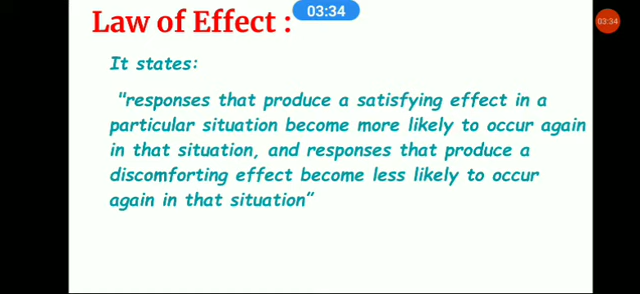 03:34
Law of Effect :
03:34
It states:
"responses that produce a satisfying effect in a
particular situation become more likely to occur again
in that situation, and responses that produce a
discomforting effect become less likely to occur
again in that situation”